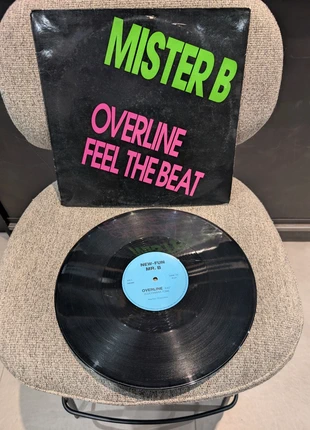 MISTER B
OVERLINE
FEEL THE BEAT
NEW-FUN
MR. B
OVERLINE